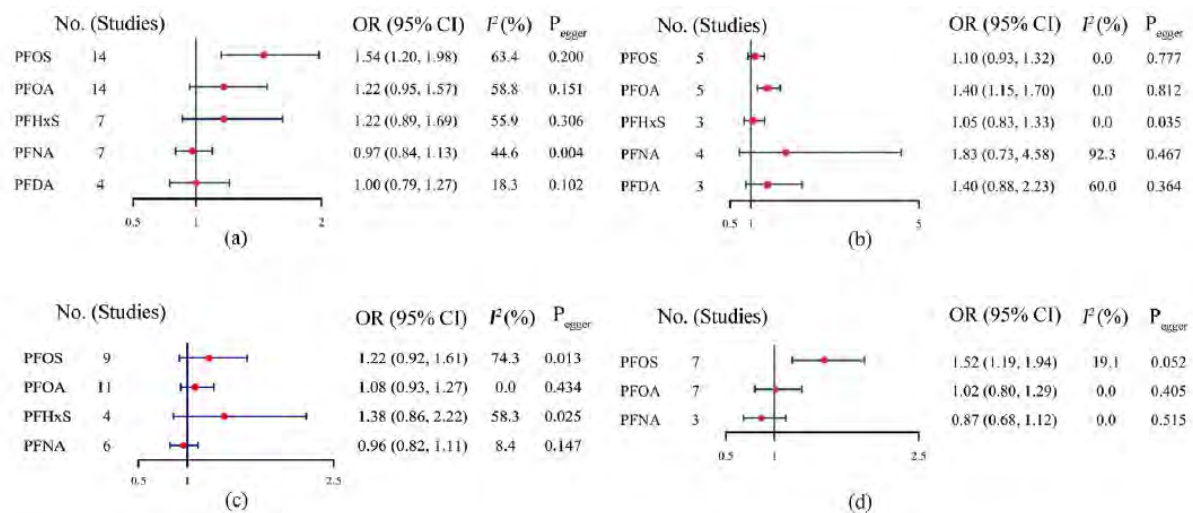 No. (Studies) OR (95% CI) I²(%) P_egger
PFOS 14 1.54 (1.20, 1.98) 63.4 0.200
PFOA 14 1.22 (0.95, 1.57) 58.8 0.151
PFHxS 7 1.22 (0.89, 1.69) 55.9 0.306
PFNA 7 0.97 (0.84, 1.13) 44.6 0.004
PFDA 4 1.00 (0.79, 1.27) 18.3 0.102
0.5 1 2
(a)
No. (Studies) OR (95% CI) I²(%) P_egger
PFOS 5 1.10 (0.93, 1.32) 0.0 0.777
PFOA 5 1.40 (1.15, 1.70) 0.0 0.812
PFHxS 3 1.05 (0.83, 1.33) 0.0 0.035
PFNA 4 1.83 (0.73, 4.58) 92.3 0.467
PFDA 3 1.40 (0.88, 2.23) 60.0 0.364
0.5 1 5
(b)
No. (Studies) OR (95% CI) I²(%) P_egger
PFOS 9 1.22 (0.92, 1.61) 74.3 0.013
PFOA 11 1.08 (0.93, 1.27) 0.0 0.434
PFHxS 4 1.38 (0.86, 2.22) 58.3 0.025
PFNA 6 0.96 (0.82, 1.11) 8.4 0.147
0.5 1 2.5
(c)
No. (Studies) OR (95% CI) I²(%) P_egger
PFOS 7 1.52 (1.19, 1.94) 19.1 0.052
PFOA 7 1.02 (0.80, 1.29) 0.0 0.405
PFNA 3 0.87 (0.68, 1.12) 0.0 0.515
0.5 1 2.5
(d)